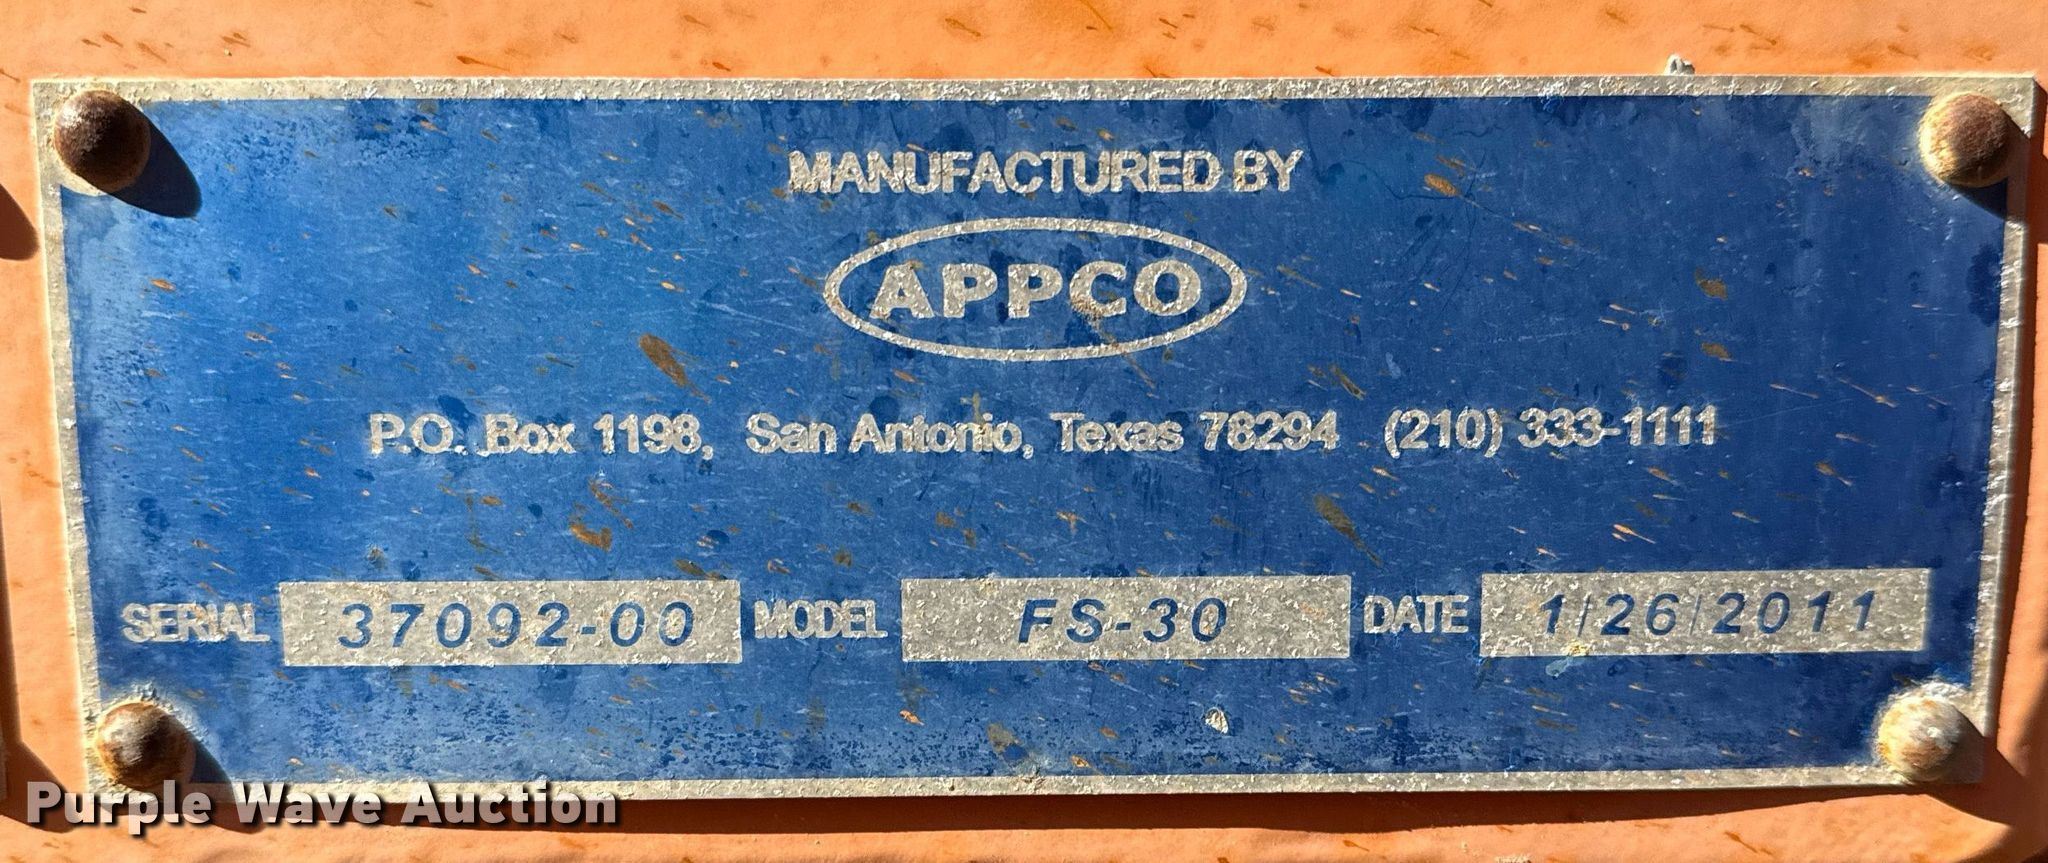 MANUFACTURED BY
APPCO
P.O. Box 1198, San Antonio, Texas 78294 (210) 333-1111
SERIAL 37092-00 MODEL FS-30 DATE 1/26/2011
Purple Wave Auction